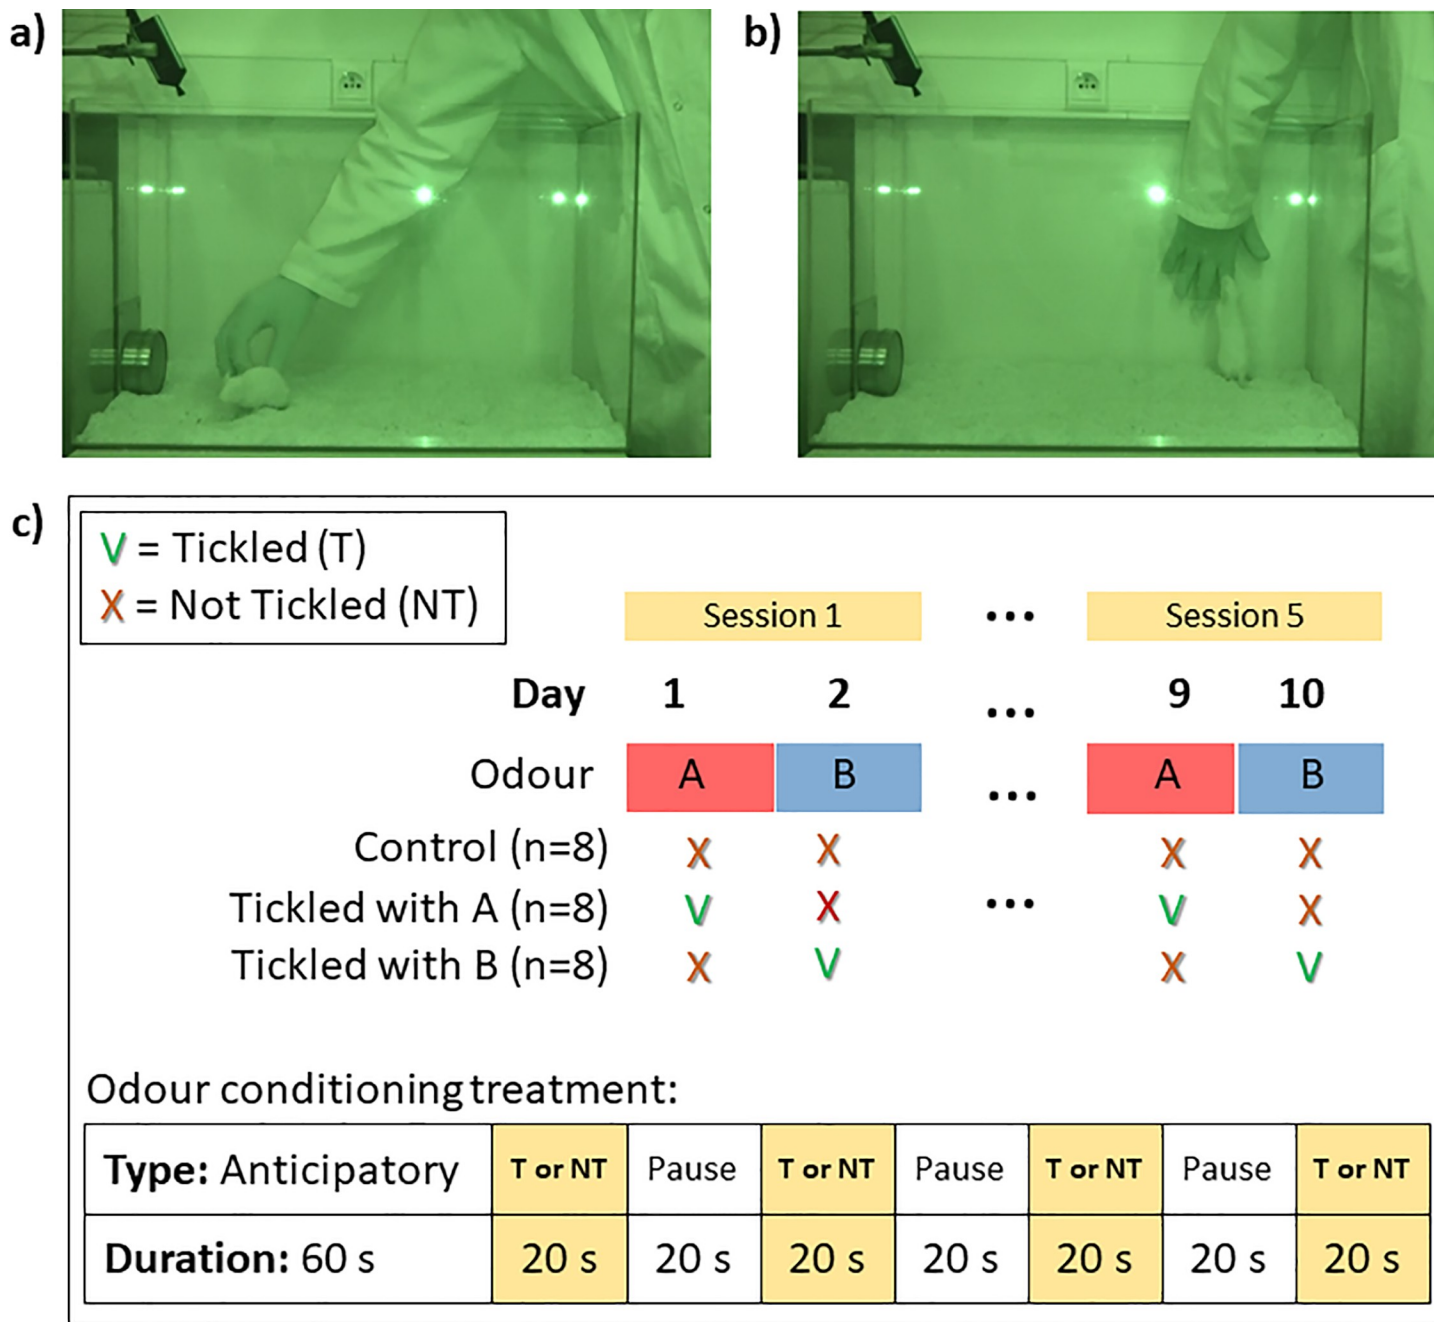 a)
b)
c)
V = Tickled (T)
X = Not Tickled (NT)
Session 1 ... Session 5
Day 1 2 ... 9 10
Odour A B ... A B
Control (n=8) X X X X
Tickled with A (n=8) V X ... V X
Tickled with B (n=8) X V X V
Odour conditioning treatment:
Type: Anticipatory T or NT Pause T or NT Pause T or NT Pause T or NT
Duration: 60 s 20 s 20 s 20 s 20 s 20 s 20 s 20 s